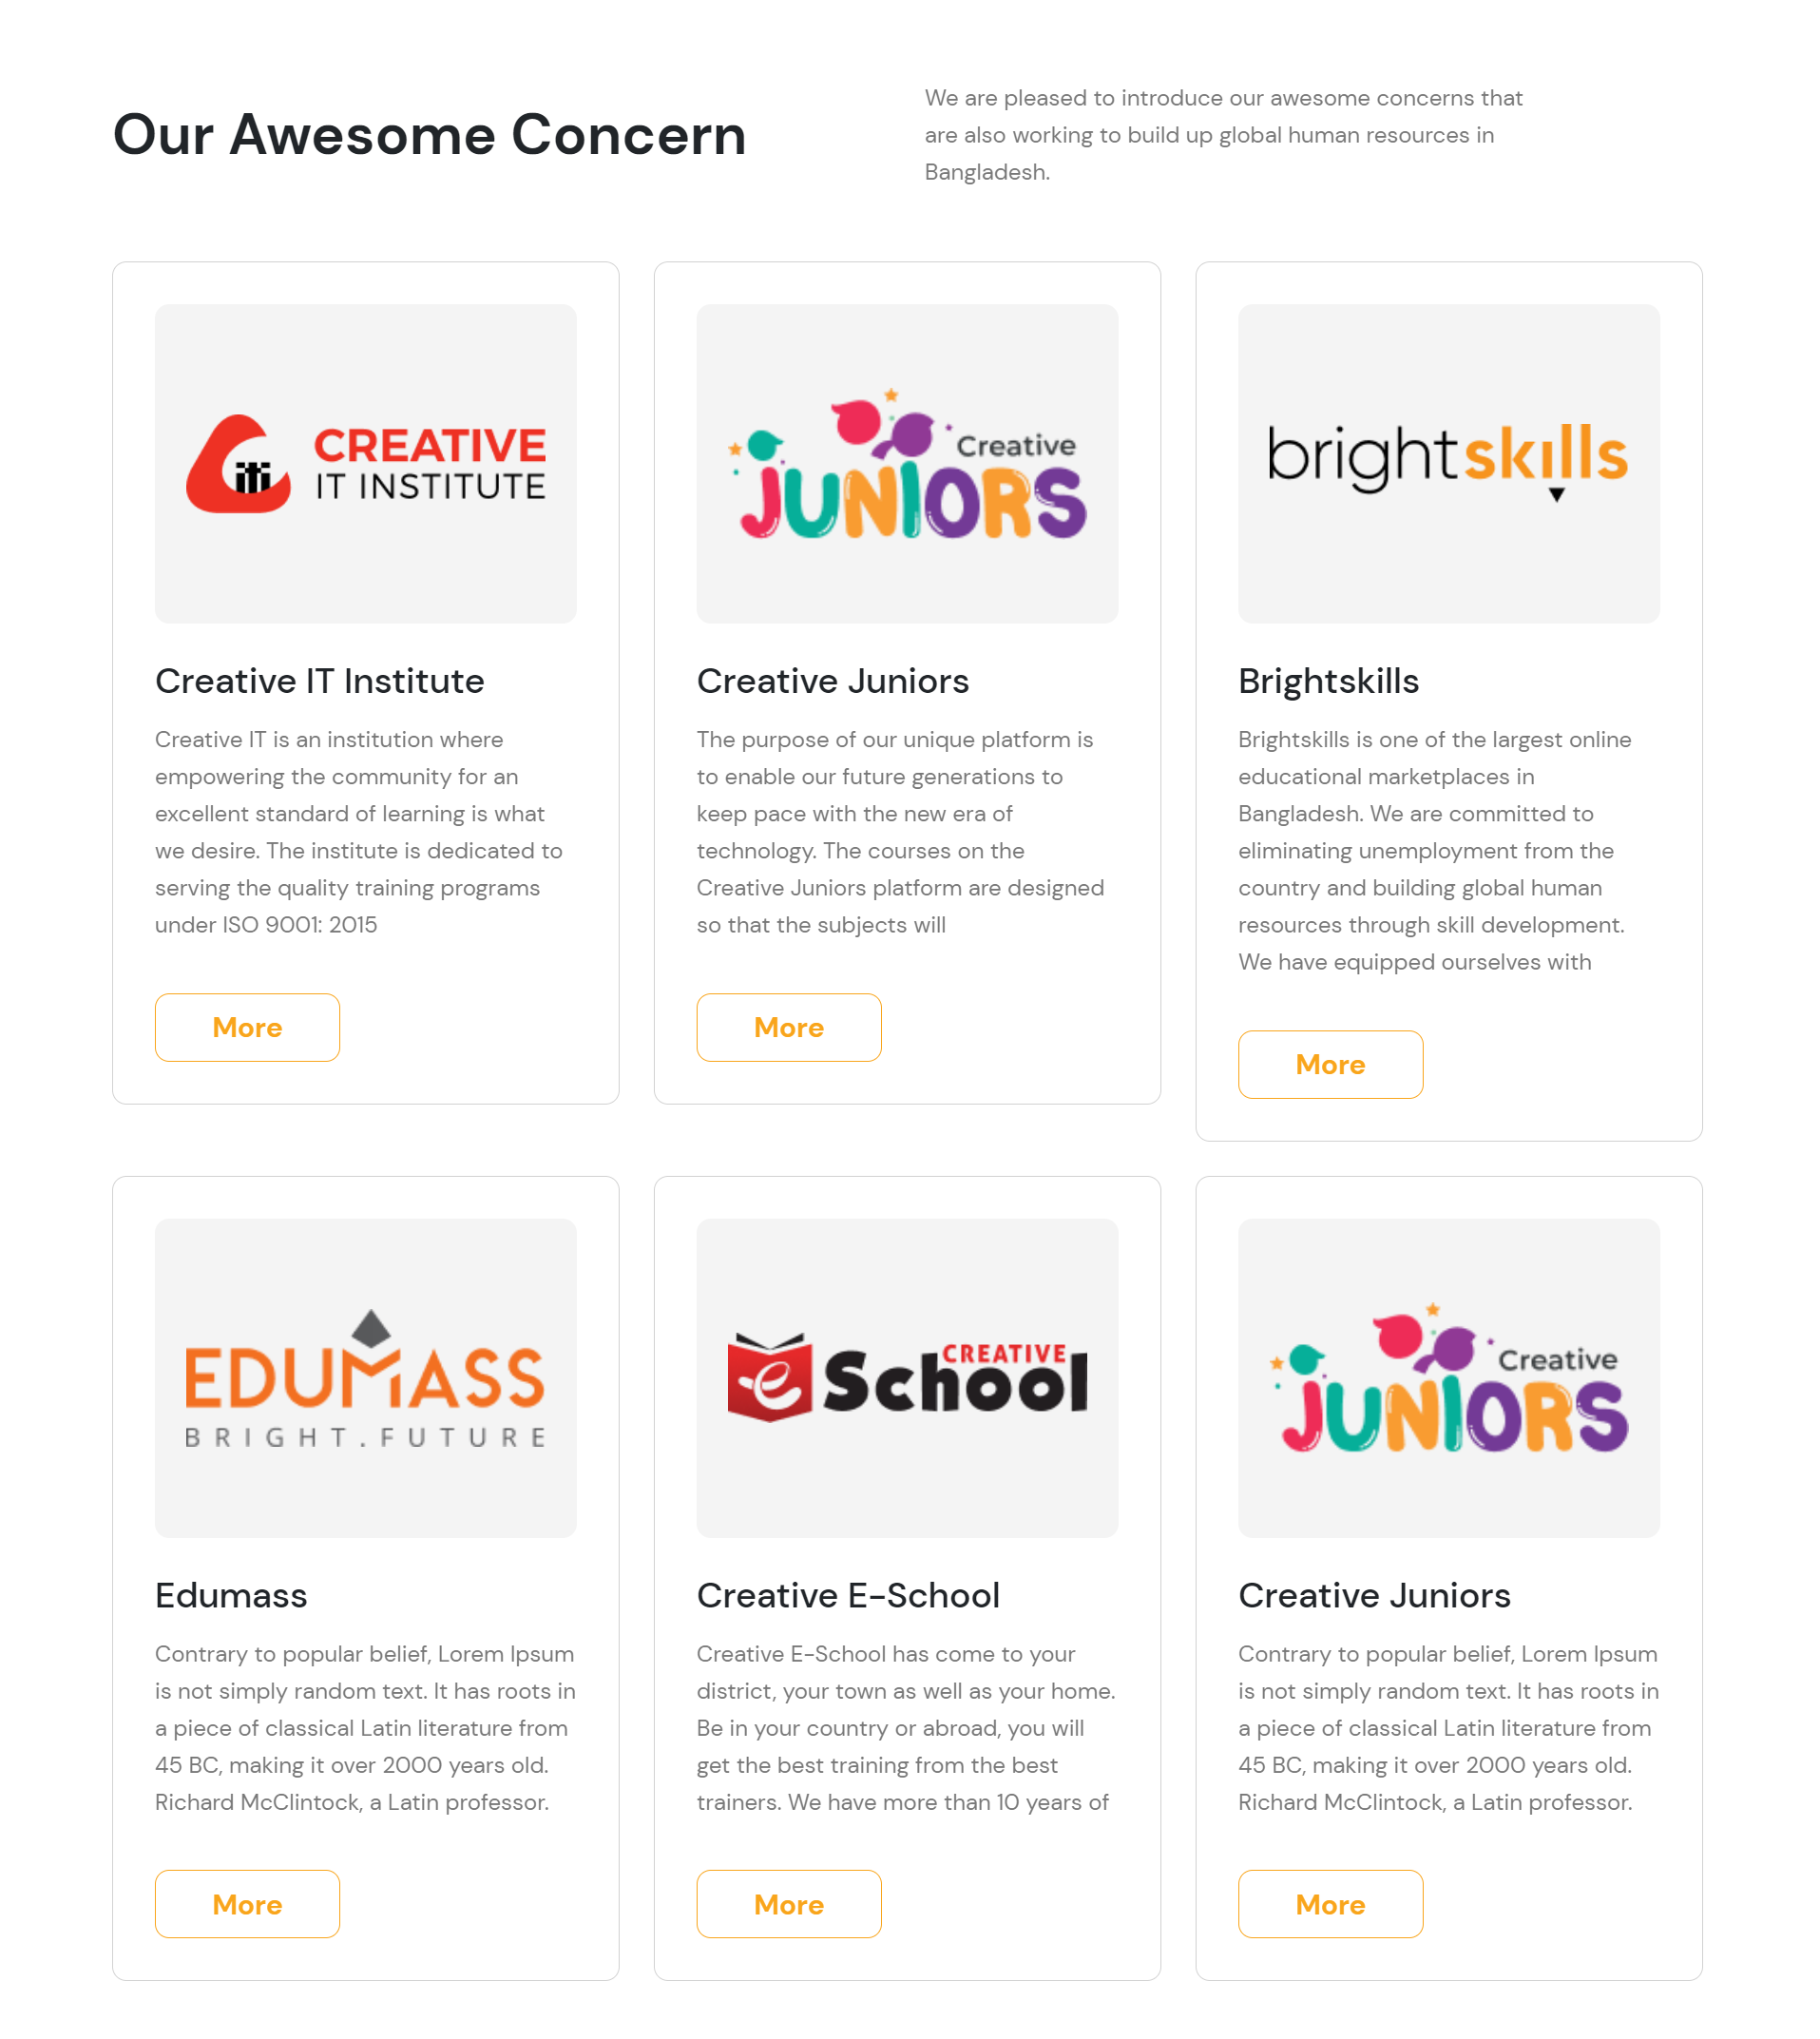 Our Awesome Concern
We are pleased to introduce our awesome concerns that
are also working to build up global human resources in
Bangladesh.
iti
CREATIVE
IT INSTITUTE
Creative IT Institute
Creative IT is an institution where
empowering the community for an
excellent standard of learning is what
we desire. The institute is dedicated to
serving the quality training programs
under ISO 9001: 2015
More
Creative
JUNIORS
Creative Juniors
The purpose of our unique platform is
to enable our future generations to
keep pace with the new era of
technology. The courses on the
Creative Juniors platform are designed
so that the subjects will
More
brightskills
Brightskills
Brightskills is one of the largest online
educational marketplaces in
Bangladesh. We are committed to
eliminating unemployment from the
country and building global human
resources through skill development.
We have equipped ourselves with
More
EDUMASS
BRIGHT.FUTURE
Edumass
Contrary to popular belief, Lorem Ipsum
is not simply random text. It has roots in
a piece of classical Latin literature from
45 BC, making it over 2000 years old.
Richard McClintock, a Latin professor.
More
CREATIVE
e School
Creative E-School
Creative E-School has come to your
district, your town as well as your home.
Be in your country or abroad, you will
get the best training from the best
trainers. We have more than 10 years of
More
Creative
JUNIORS
Creative Juniors
Contrary to popular belief, Lorem Ipsum
is not simply random text. It has roots in
a piece of classical Latin literature from
45 BC, making it over 2000 years old.
Richard McClintock, a Latin professor.
More